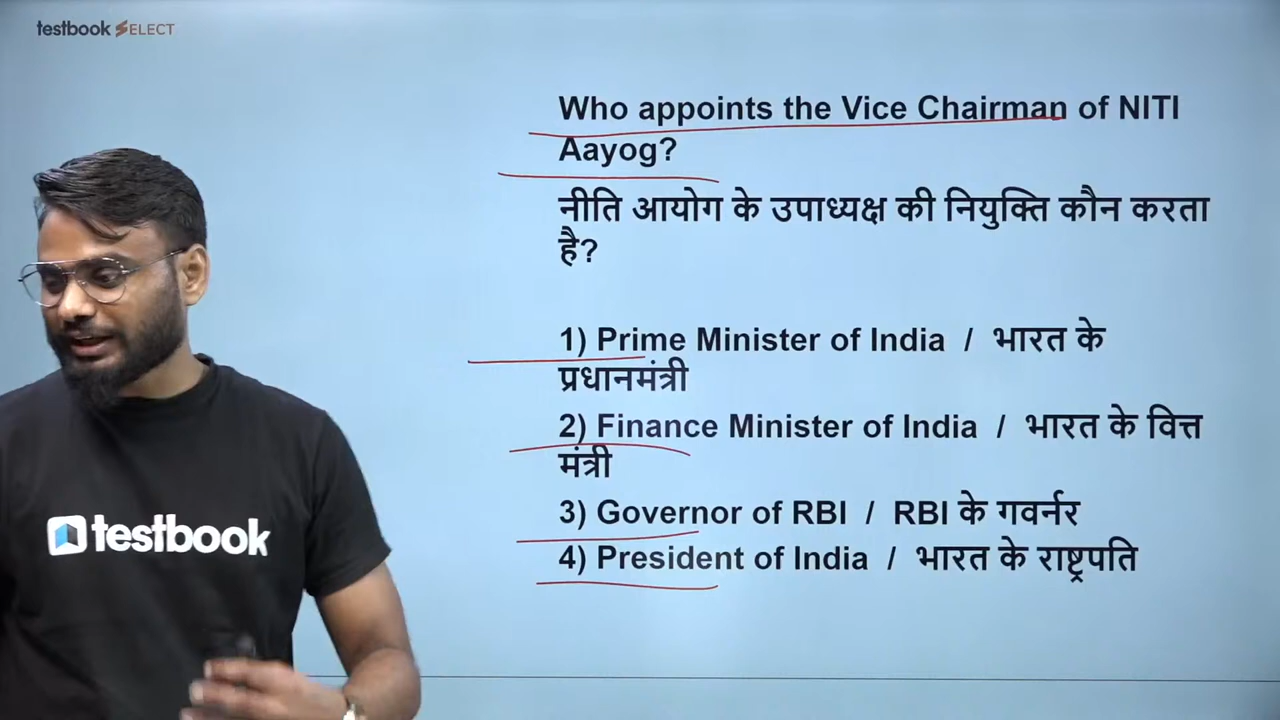 testbook SELECT
Who appoints the Vice Chairman of NITI
Aayog?
नीति आयोग के उपाध्यक्ष की नियुक्ति कौन करता
है?
1) Prime Minister of India / भारत के
प्रधानमंत्री
2) Finance Minister of India / भारत के वित्त
मंत्री
3) Governor of RBI / RBI के गवर्नर
4) President of India / भारत के राष्ट्रपति
testbook